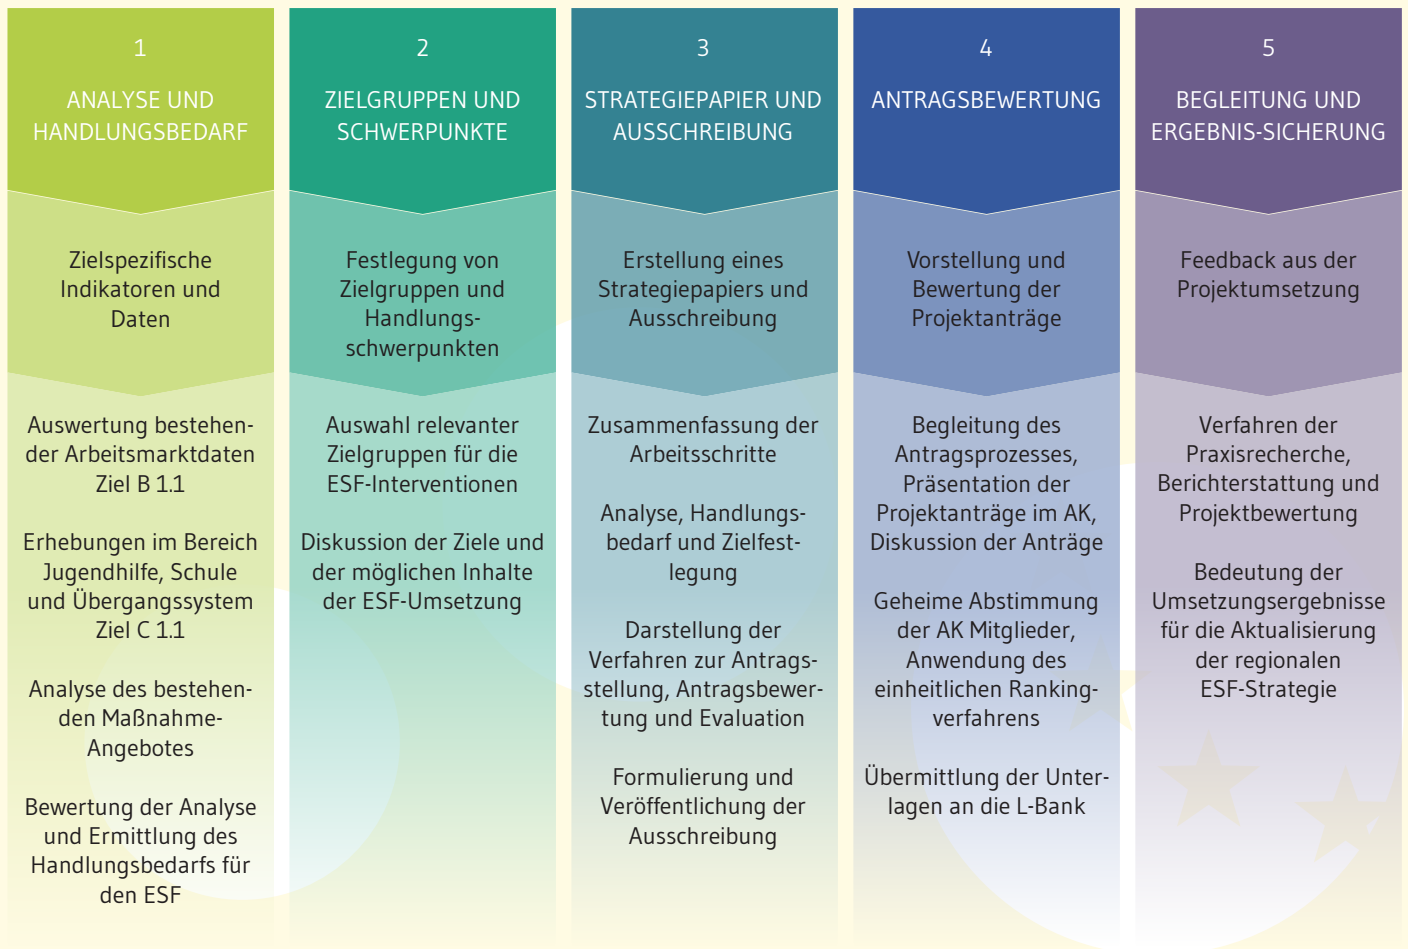 1
ANALYSE UND
HANDLUNGSBEDARF
Zielspezifische
Indikatoren und
Daten
Auswertung bestehen-
der Arbeitsmarktdaten
Ziel B 1.1
Erhebungen im Bereich
Jugendhilfe, Schule
und Übergangssystem
Ziel C 1.1
Analyse des bestehen-
den Maßnahme-
Angebotes
Bewertung der Analyse
und Ermittlung des
Handlungsbedarfs für
den ESF
2
ZIELGRUPPEN UND
SCHWERPUNKTE
Festlegung von
Zielgruppen und
Handlungs-
schwerpunkten
Auswahl relevanter
Zielgruppen für die
ESF-Interventionen
Diskussion der Ziele und
der möglichen Inhalte
der ESF-Umsetzung
3
STRATEGIEPAPIER UND
AUSSCHREIBUNG
Erstellung eines
Strategiepapiers und
Ausschreibung
Zusammenfassung der
Arbeitsschritte
Analyse, Handlungs-
bedarf und Zielfest-
legung
Darstellung der
Verfahren zur Antrags-
stellung, Antragsbewer-
tung und Evaluation
Formulierung und
Veröffentlichung der
Ausschreibung
4
ANTRAGSBEWERTUNG
Vorstellung und
Bewertung der
Projektanträge
Begleitung des
Antragsprozesses,
Präsentation der
Projektanträge im AK,
Diskussion der Anträge
Geheime Abstimmung
der AK Mitglieder,
Anwendung des
einheitlichen Ranking-
verfahrens
Übermittlung der Unter-
lagen an die L-Bank
5
BEGLEITUNG UND
ERGEBNIS-SICHERUNG
Feedback aus der
Projektumsetzung
Verfahren der
Praxisrecherche,
Berichterstattung und
Projektbewertung
Bedeutung der
Umsetzungsergebnisse
für die Aktualisierung
der regionalen
ESF-Strategie